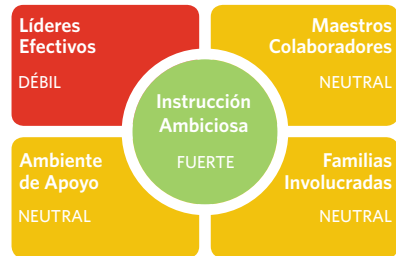 Líderes
Efectivos
DÉBIL
Maestros
Colaboradores
NEUTRAL
Instrucción
Ambiciosa
FUERTE
Ambiente
de Apoyo
NEUTRAL
Familias
Involucradas
NEUTRAL